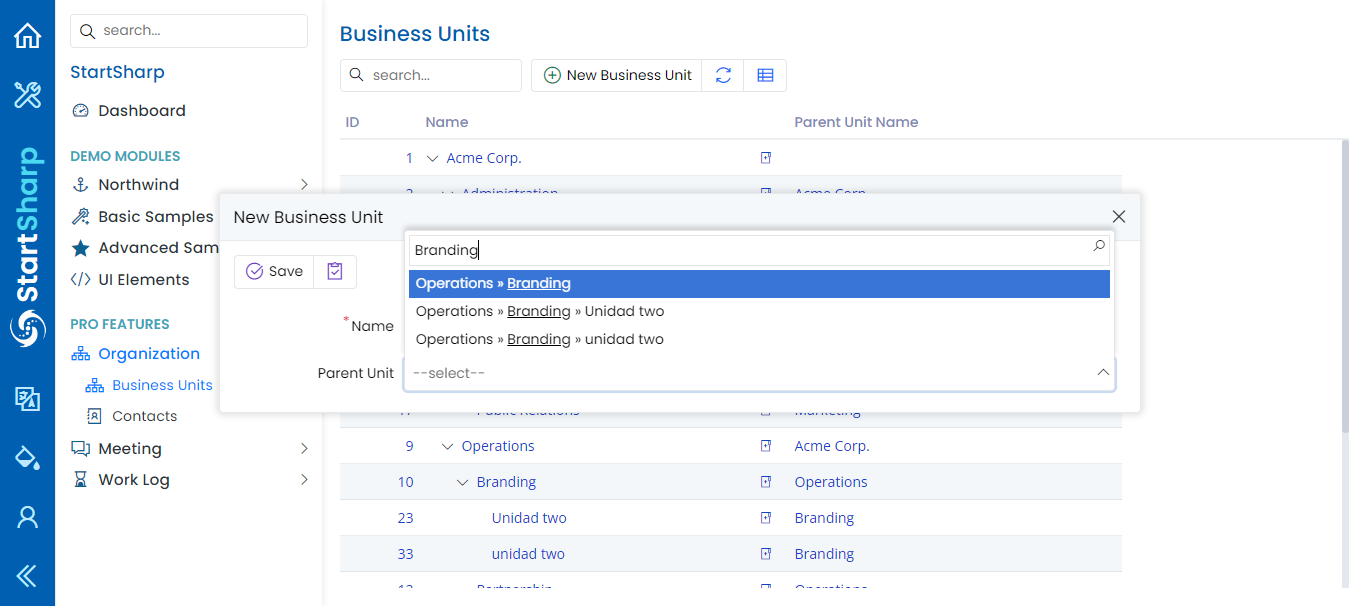 search...
StartSharp
Dashboard
DEMO MODULES
Northwind
Basic Samples
Advanced Sam
UI Elements
PRO FEATURES
Organization
Business Units
Contacts
Meeting
Work Log
StartSharp
Business Units
search...
New Business Unit
ID Name Parent Unit Name
1 Acme Corp.
2 Administration Acme Corp.
New Business Unit
Save
Branding
Operations » Branding
Operations » Branding » Unidad two
Operations » Branding » unidad two
* Name
Parent Unit --select--
17 Public Relations Marketing
9 Operations Acme Corp.
10 Branding Operations
23 Unidad two Branding
33 unidad two Branding
Partnership Operations